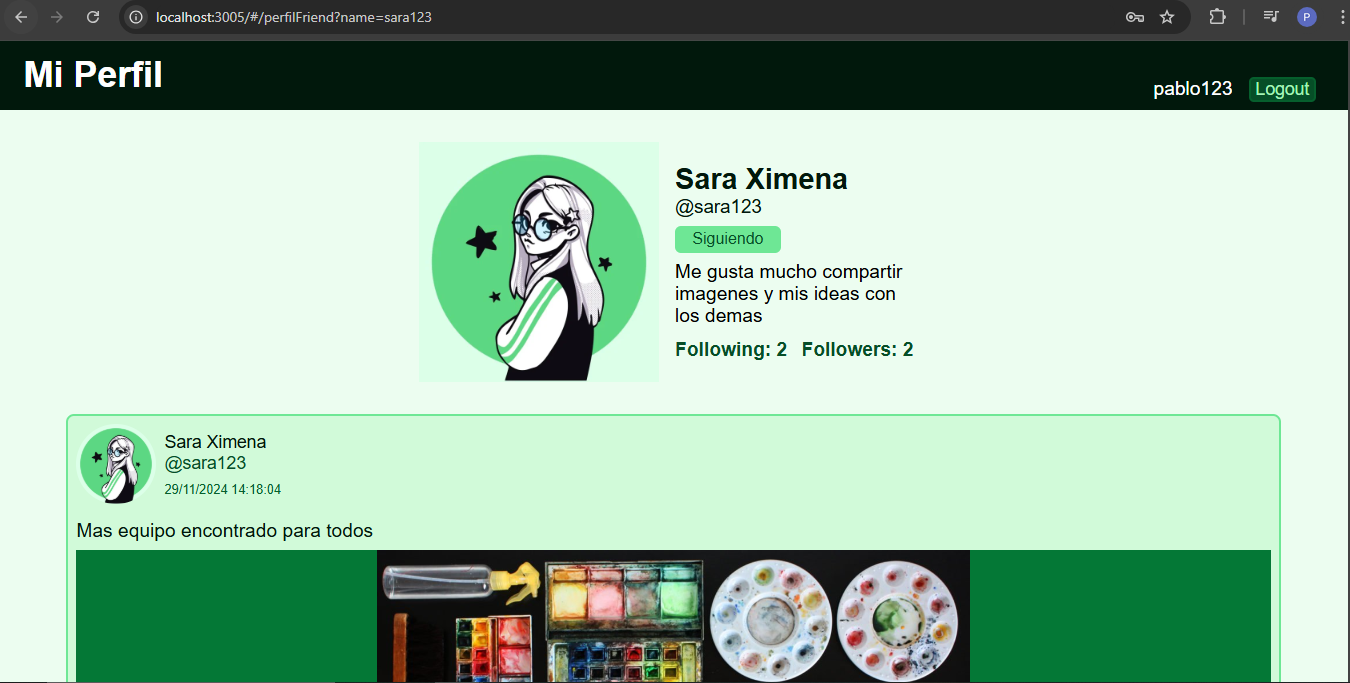 localhost:3005/#/perfilFriend?name=sara123
P
Mi Perfil
pablo123 Logout
Sara Ximena
@sara123
Siguiendo
Me gusta mucho compartir
imagenes y mis ideas con
los demas
Following: 2 Followers: 2
Sara Ximena
@sara123
29/11/2024 14:18:04
Mas equipo encontrado para todos